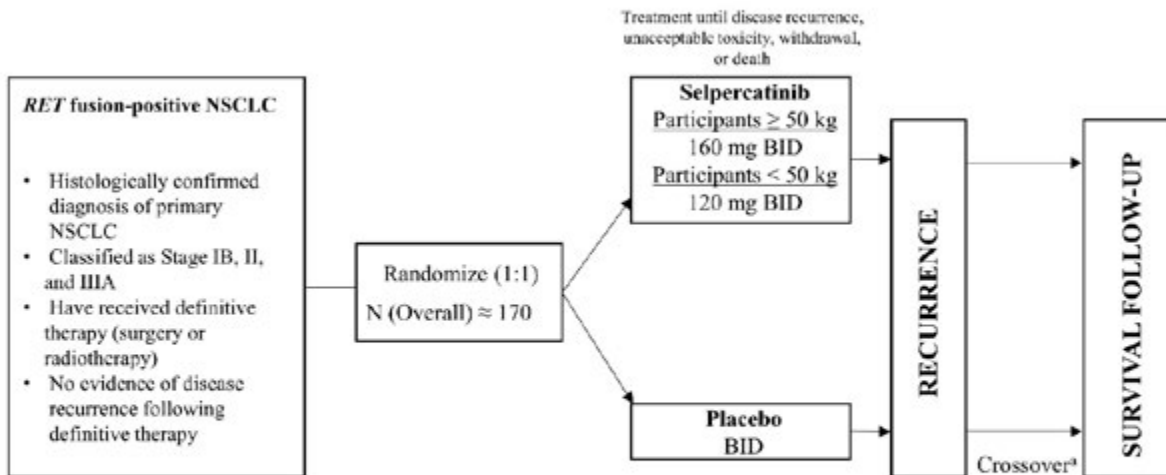 RET fusion-positive NSCLC
• Histologically confirmed
diagnosis of primary
NSCLC
• Classified as Stage IB, II,
and IIIA
• Have received definitive
therapy (surgery or
radiotherapy)
• No evidence of disease
recurrence following
definitive therapy
Randomize (1:1)
N (Overall) ≈ 170
Treatment until disease recurrence,
unacceptable toxicity, withdrawal,
or death
Selpercatinib
Participants ≥ 50 kg
160 mg BID
Participants < 50 kg
120 mg BID
Placebo
BID
RECURRENCE
Crossoverᵃ
SURVIVAL FOLLOW-UP